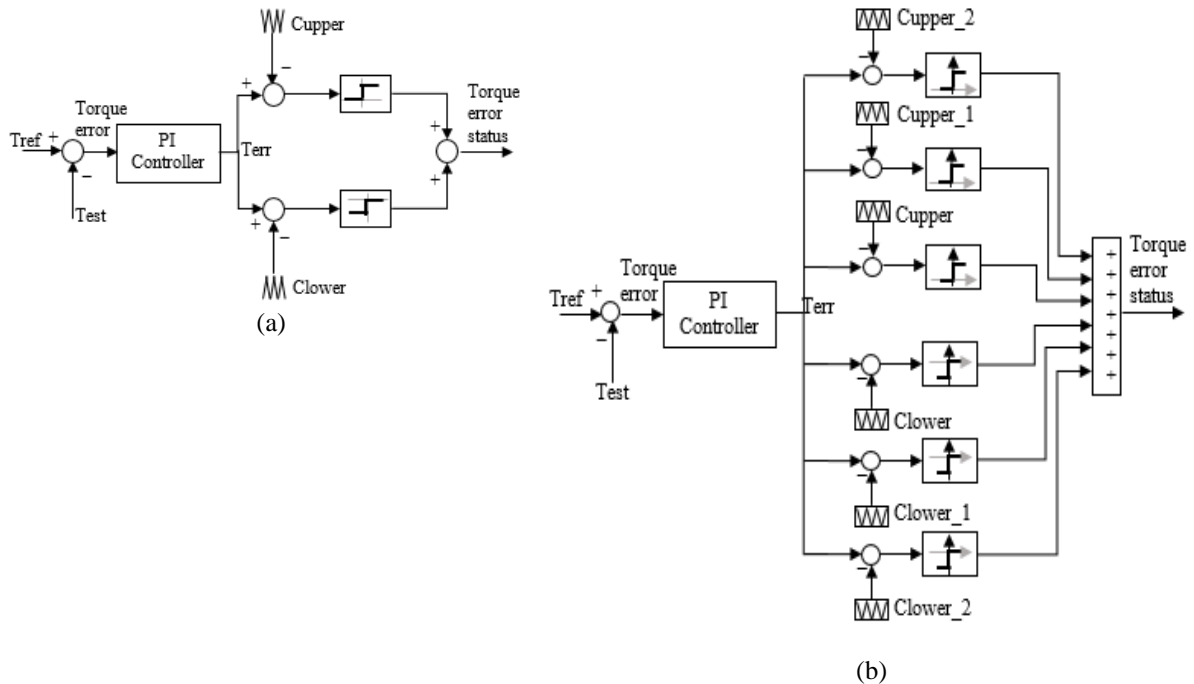 Cupper
Torque
error
Tref
+
−
PI
Controller
Terr
Test
+
−
+
−
+
+
Torque
error
status
Clower
(a)
Cupper_2
−
Cupper_1
−
Cupper
−
Torque
error
Tref
+
−
PI
Controller
Terr
Test
−
Clower
−
Clower_1
−
Clower_2
+
+
+
+
+
+
Torque
error
status
(b)